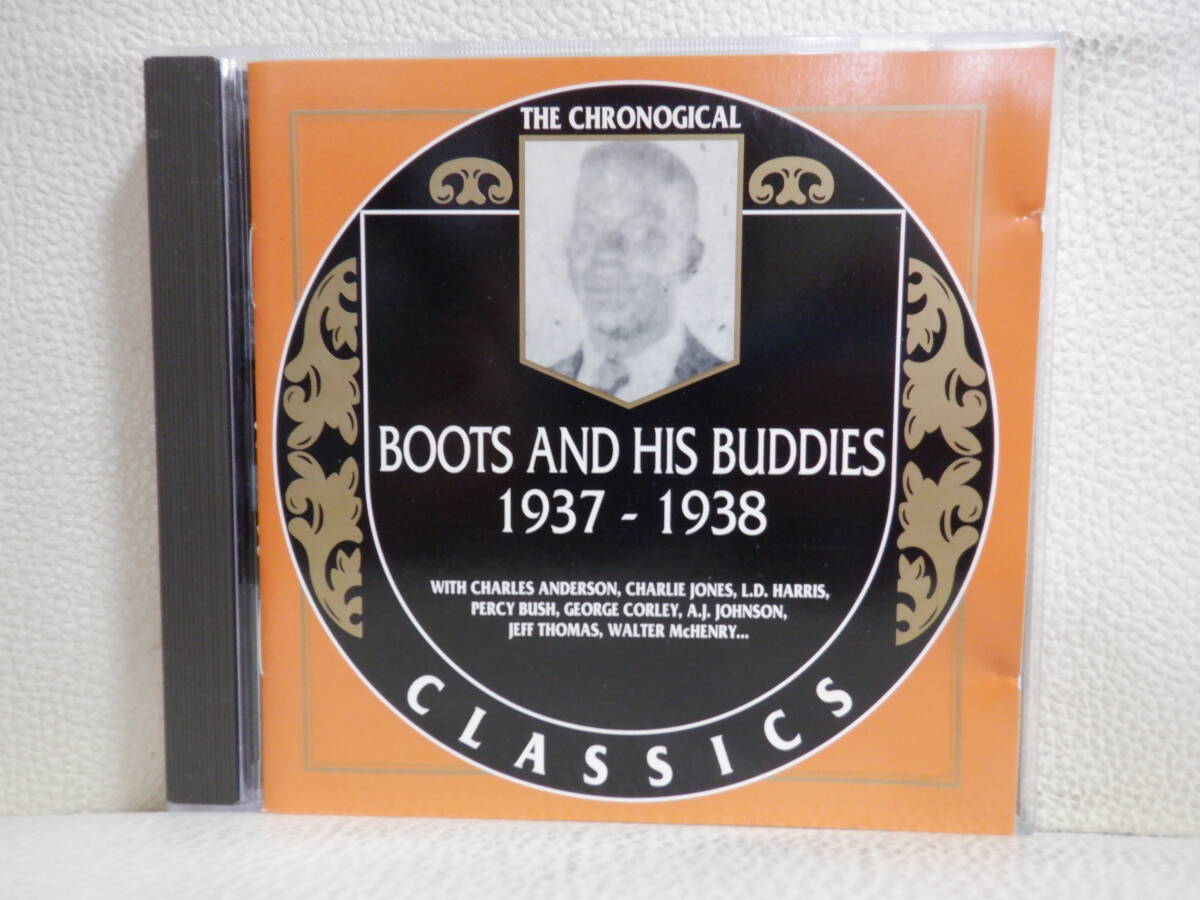 THE CHRONOGICAL
BOOTS AND HIS BUDDIES
1937 - 1938
WITH CHARLES ANDERSON, CHARLIE JONES, L.D. HARRIS,
PERCY BUSH, GEORGE CORLEY, A.J. JOHNSON,
JEFF THOMAS, WALTER McHENRY...
CLASSICS